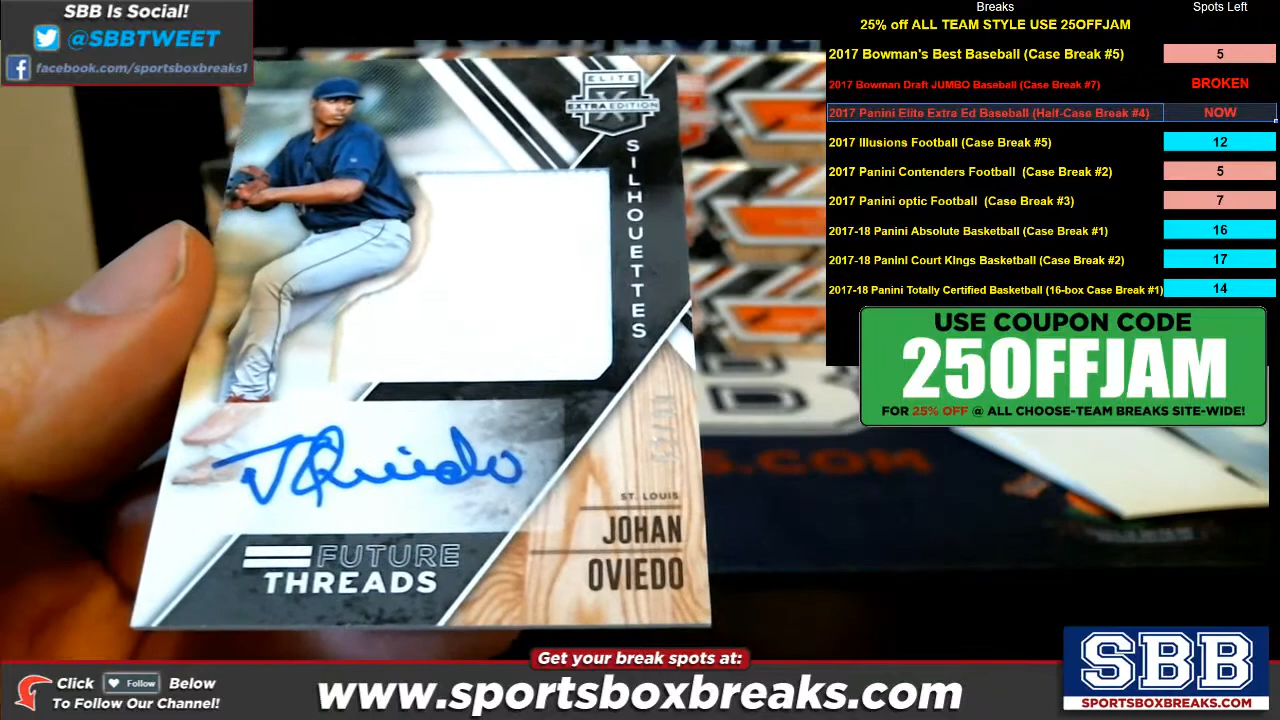 SBB Is Social!
@SBBTWEET
facebook.com/sportsboxbreaks1
Breaks Spots Left
25% off ALL TEAM STYLE USE 25OFFJAM
2017 Bowman's Best Baseball (Case Break #5) 5
2017 Bowman Draft JUMBO Baseball (Case Break #7) BROKEN
2017 Panini Elite Extra Ed Baseball (Half-Case Break #4) NOW
2017 Illusions Football (Case Break #5) 12
2017 Panini Contenders Football (Case Break #2) 5
2017 Panini optic Football (Case Break #3) 7
2017-18 Panini Absolute Basketball (Case Break #1) 16
2017-18 Panini Court Kings Basketball (Case Break #2) 17
2017-18 Panini Totally Certified Basketball (16-box Case Break #1) 14
USE COUPON CODE
25OFFJAM
FOR 25% OFF @ ALL CHOOSE-TEAM BREAKS SITE-WIDE!
ELITE
X
EXTRA EDITION
SILHOUETTES
J Oviedo
ST. LOUIS
JOHAN
OVIEDO
FUTURE
THREADS
S.COM
Get your break spots at:
www.sportsboxbreaks.com
Click Follow Below
To Follow Our Channel!
SBB
SPORTSBOXBREAKS.COM